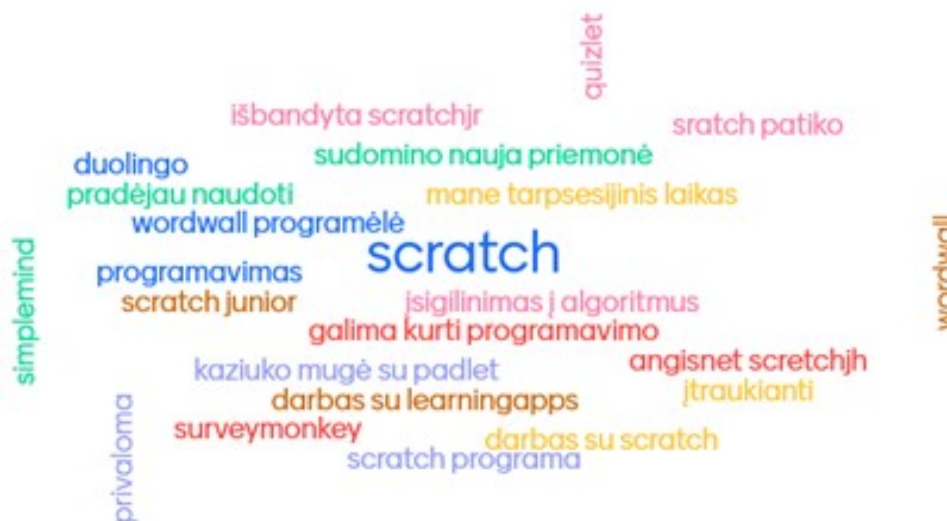 quizlet
išbandyta scratchjr
sratch patiko
sudomino nauja priemonė
duolingo
pradėjau naudoti
mane tarpsesijinis laikas
wordwall programėlė
scratch
wordwall
simplemind
programavimas
scratch junior
įsigilinimas į algoritmus
galima kurti programavimo
angisnet scretchjh
kaziuko mugė su padlet
įtraukianti
darbas su learningapps
privaloma
surveymonkey
darbas su scratch
scratch programa